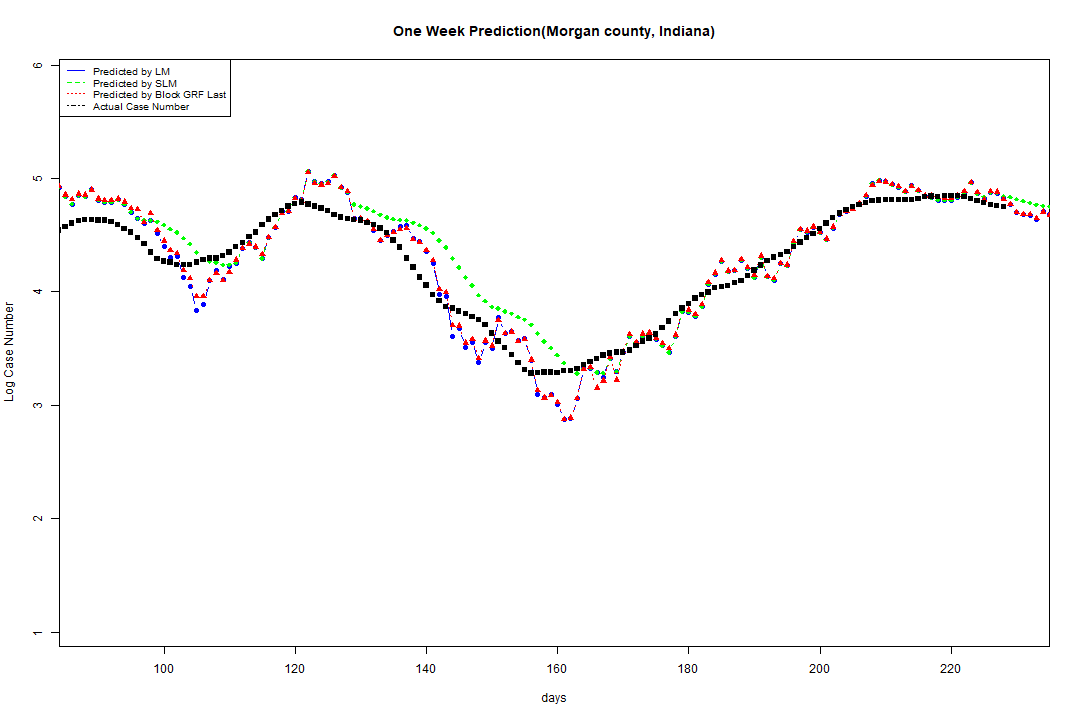 One Week Prediction(Morgan county, Indiana)
Predicted by LM
Predicted by SLM
Predicted by Block GRF Last
Actual Case Number
6
5
4
3
2
1
Log Case Number
100 120 140 160 180 200 220
days